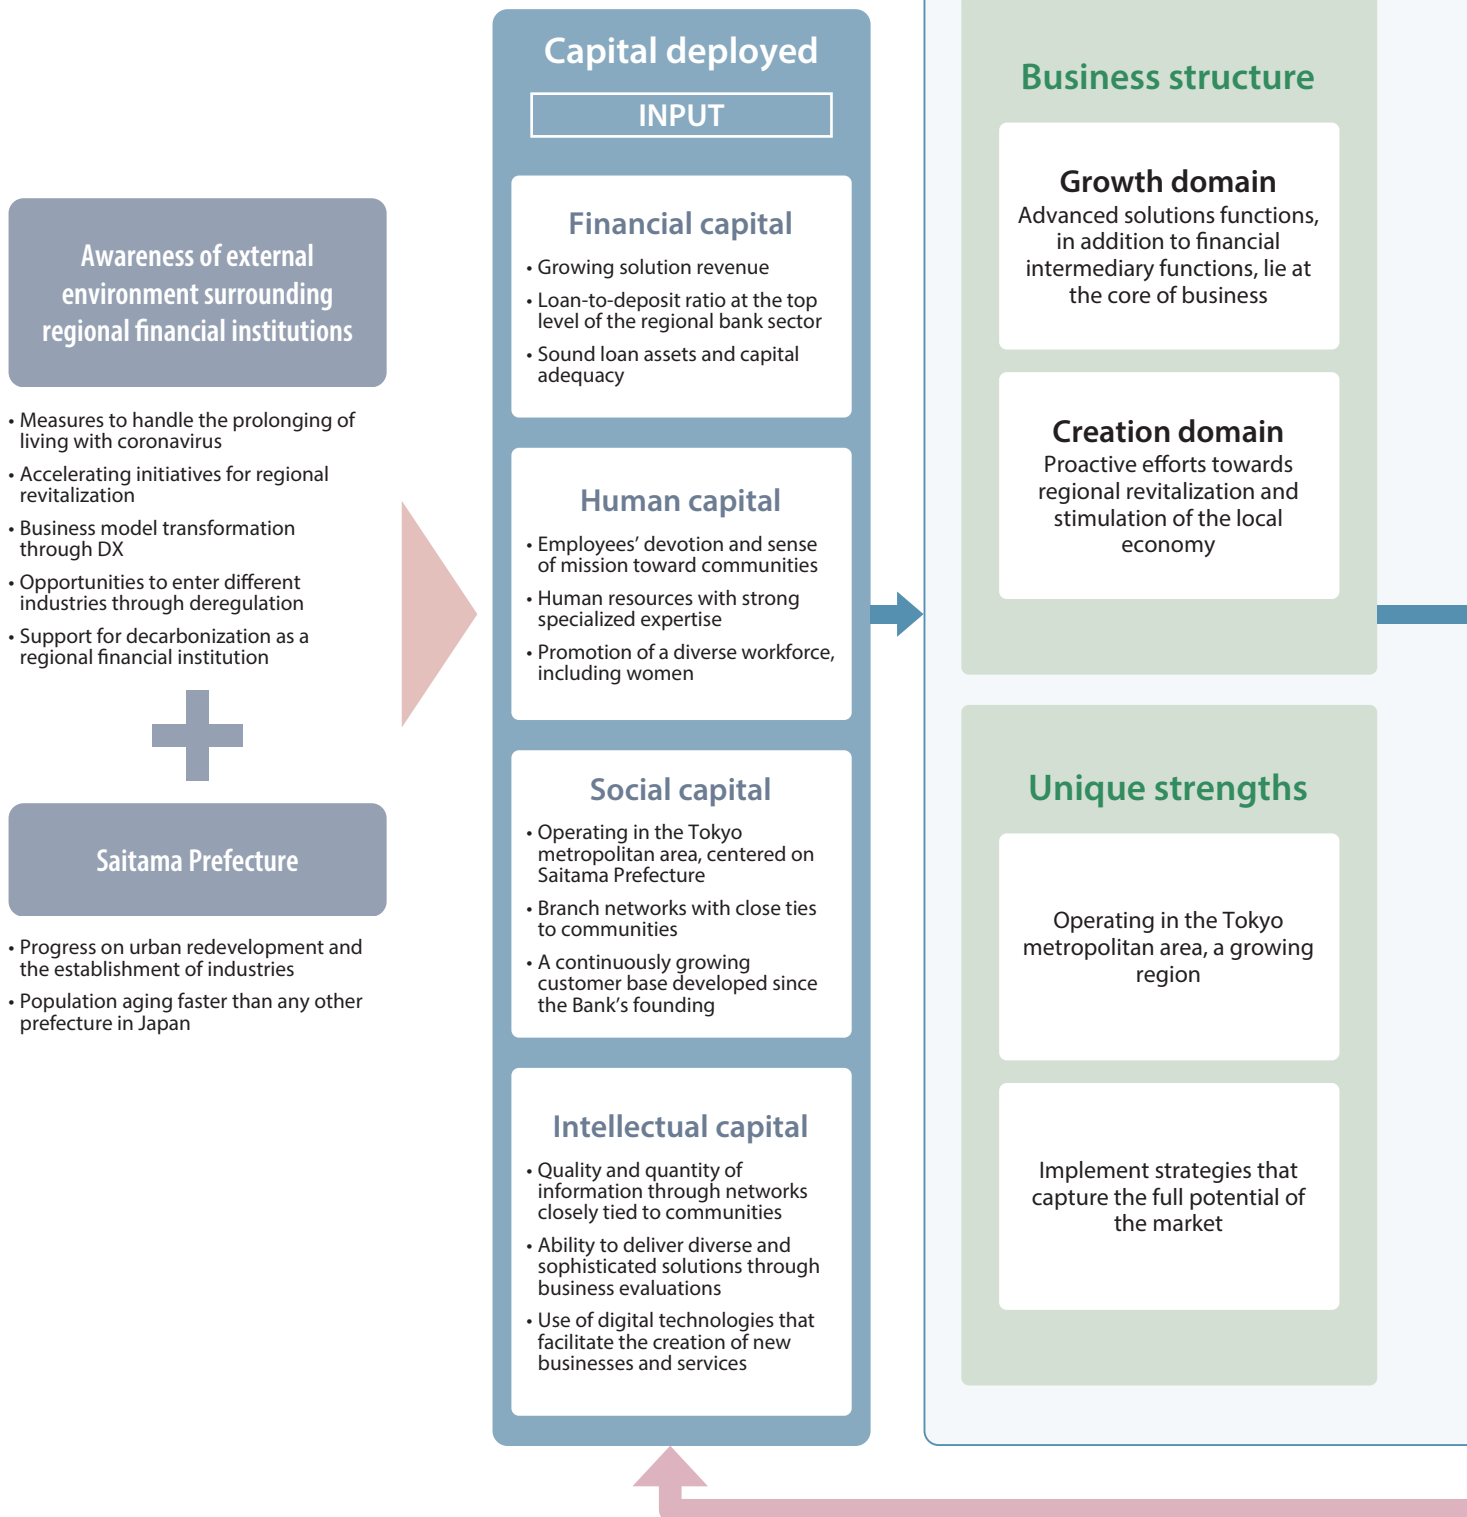 Awareness of external
environment surrounding
regional financial institutions
• Measures to handle the prolonging of
living with coronavirus
• Accelerating initiatives for regional
revitalization
• Business model transformation
through DX
• Opportunities to enter different
industries through deregulation
• Support for decarbonization as a
regional financial institution
Saitama Prefecture
• Progress on urban redevelopment and
the establishment of industries
• Population aging faster than any other
prefecture in Japan
Capital deployed
INPUT
Financial capital
• Growing solution revenue
• Loan-to-deposit ratio at the top
level of the regional bank sector
• Sound loan assets and capital
adequacy
Human capital
• Employees’ devotion and sense
of mission toward communities
• Human resources with strong
specialized expertise
• Promotion of a diverse workforce,
including women
Social capital
• Operating in the Tokyo
metropolitan area, centered on
Saitama Prefecture
• Branch networks with close ties
to communities
• A continuously growing
customer base developed since
the Bank’s founding
Intellectual capital
• Quality and quantity of
information through networks
closely tied to communities
• Ability to deliver diverse and
sophisticated solutions through
business evaluations
• Use of digital technologies that
facilitate the creation of new
businesses and services
Business structure
Growth domain
Advanced solutions functions,
in addition to financial
intermediary functions, lie at
the core of business
Creation domain
Proactive efforts towards
regional revitalization and
stimulation of the local
economy
Unique strengths
Operating in the Tokyo
metropolitan area, a growing
region
Implement strategies that
capture the full potential of
the market